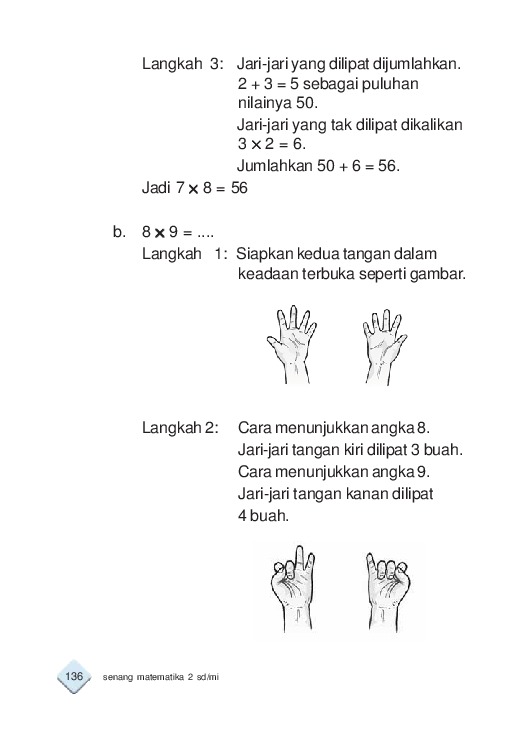 Langkah 3: Jari-jari yang dilipat dijumlahkan.
2 + 3 = 5 sebagai puluhan
nilainya 50.
Jari-jari yang tak dilipat dikalikan
3 × 2 = 6.
Jumlahkan 50 + 6 = 56.
Jadi 7 × 8 = 56
b. 8 × 9 = ....
Langkah 1: Siapkan kedua tangan dalam
keadaan terbuka seperti gambar.
Langkah 2: Cara menunjukkan angka 8.
Jari-jari tangan kiri dilipat 3 buah.
Cara menunjukkan angka 9.
Jari-jari tangan kanan dilipat
4 buah.
136 senang matematika 2 sd/mi